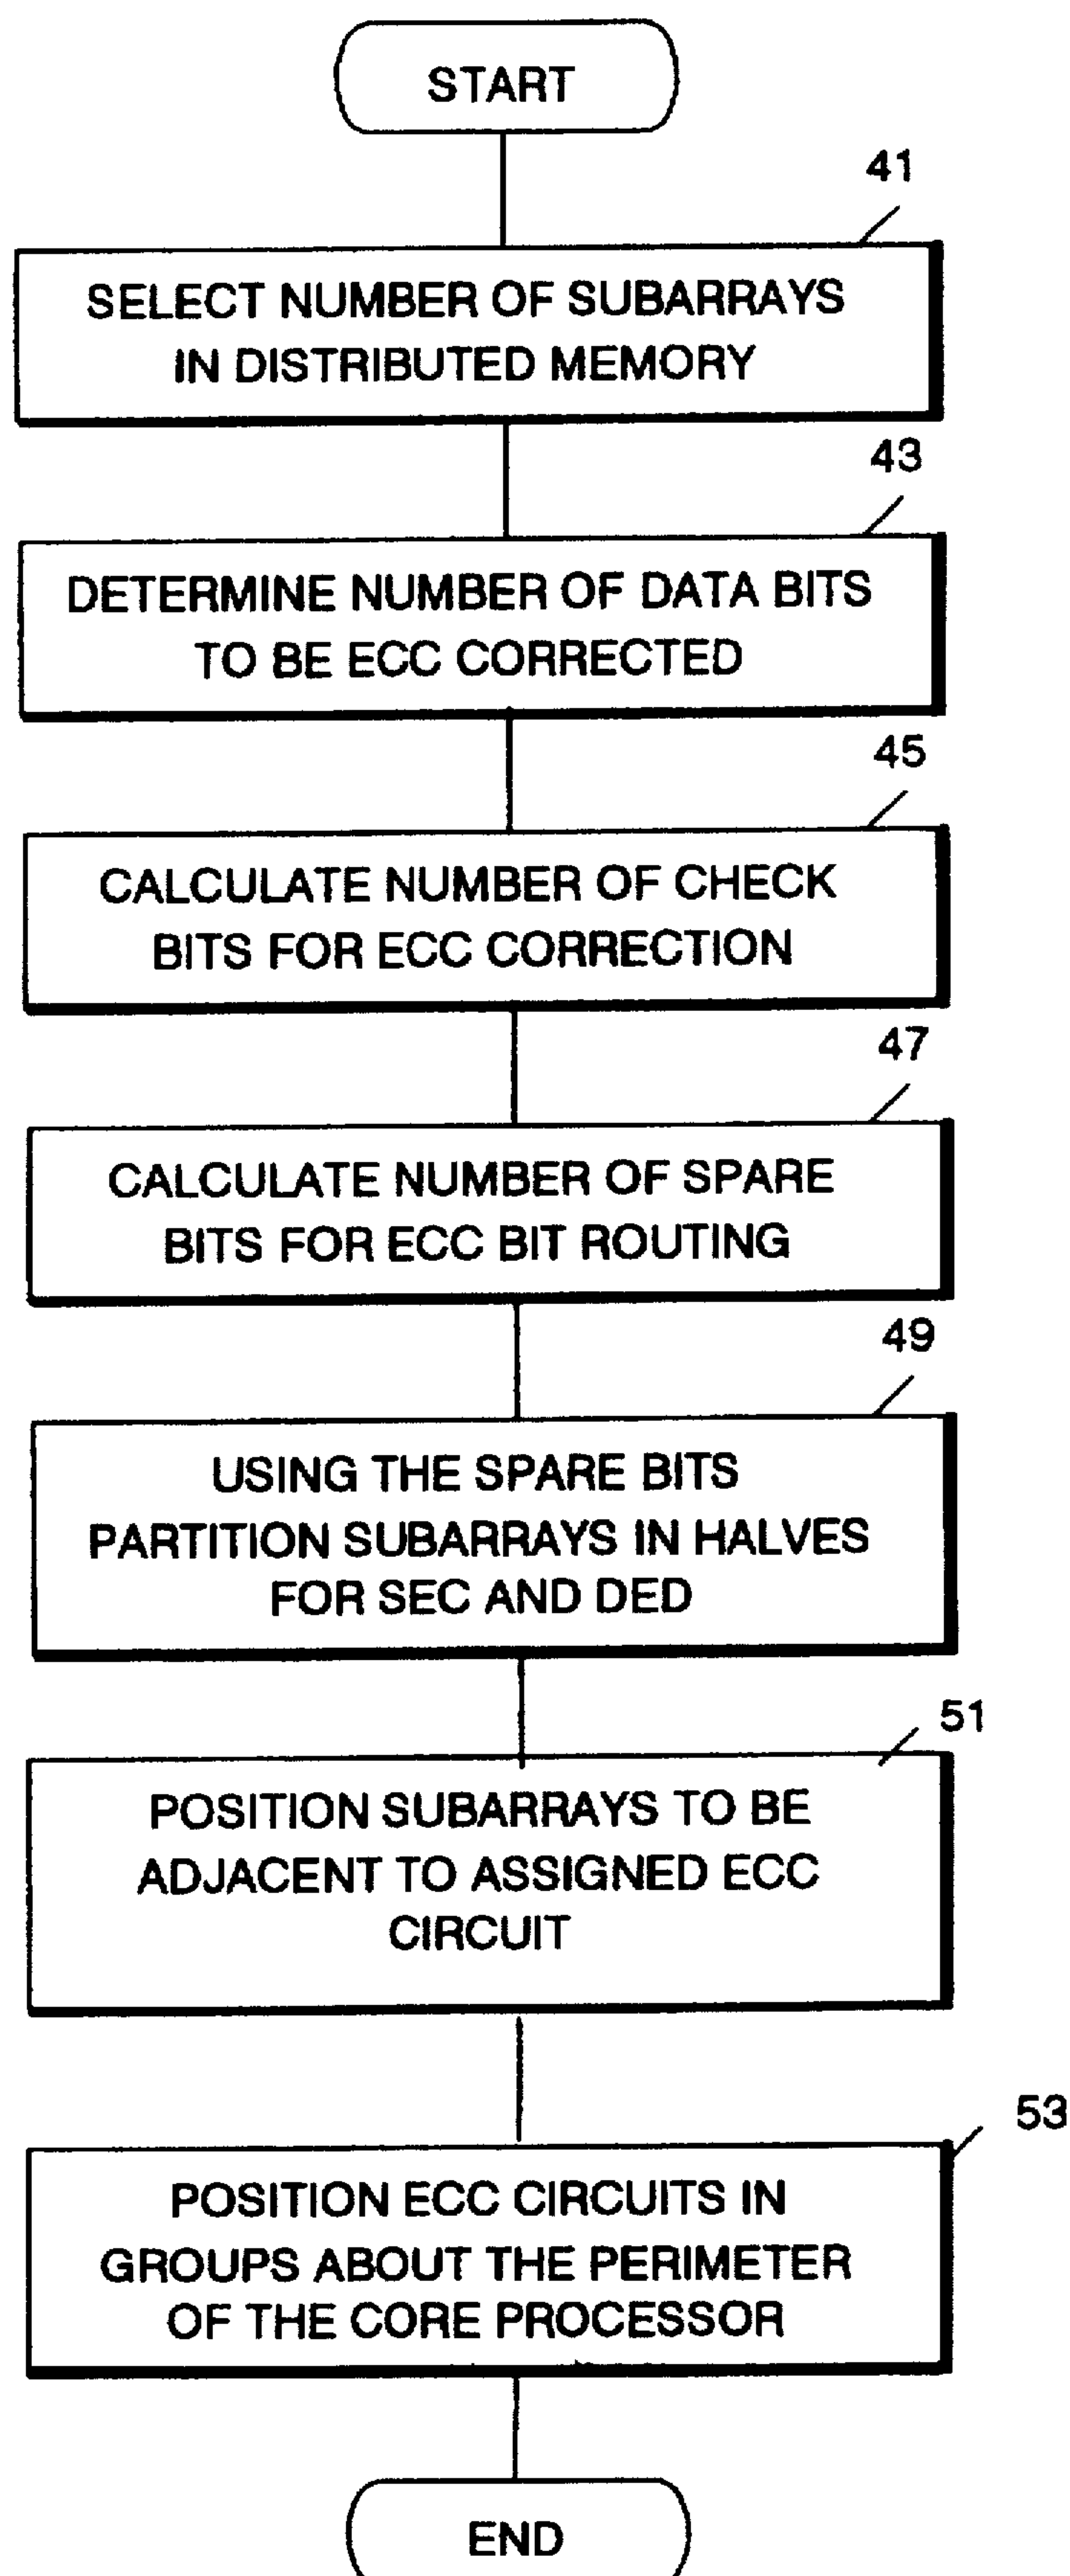 START
41
SELECT NUMBER OF SUBARRAYS
IN DISTRIBUTED MEMORY
43
DETERMINE NUMBER OF DATA BITS
TO BE ECC CORRECTED
45
CALCULATE NUMBER OF CHECK
BITS FOR ECC CORRECTION
47
CALCULATE NUMBER OF SPARE
BITS FOR ECC BIT ROUTING
49
USING THE SPARE BITS
PARTITION SUBARRAYS IN HALVES
FOR SEC AND DED
51
POSITION SUBARRAYS TO BE
ADJACENT TO ASSIGNED ECC
CIRCUIT
53
POSITION ECC CIRCUITS IN
GROUPS ABOUT THE PERIMETER
OF THE CORE PROCESSOR
END